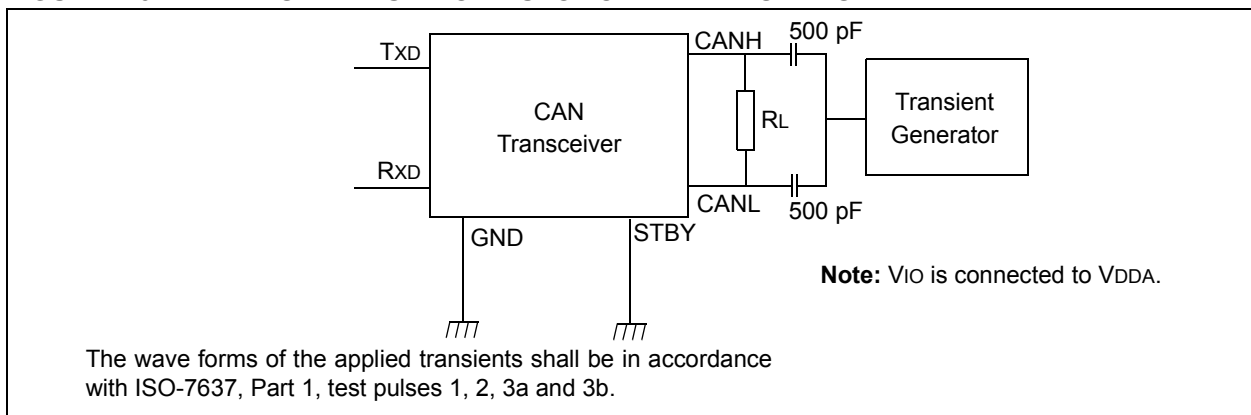 TXD
CANH
500 pF
CAN
Transceiver
RL
Transient
Generator
RXD
CANL
500 pF
GND
STBY
Note: VIO is connected to VDDA.
The wave forms of the applied transients shall be in accordance
with ISO-7637, Part 1, test pulses 1, 2, 3a and 3b.